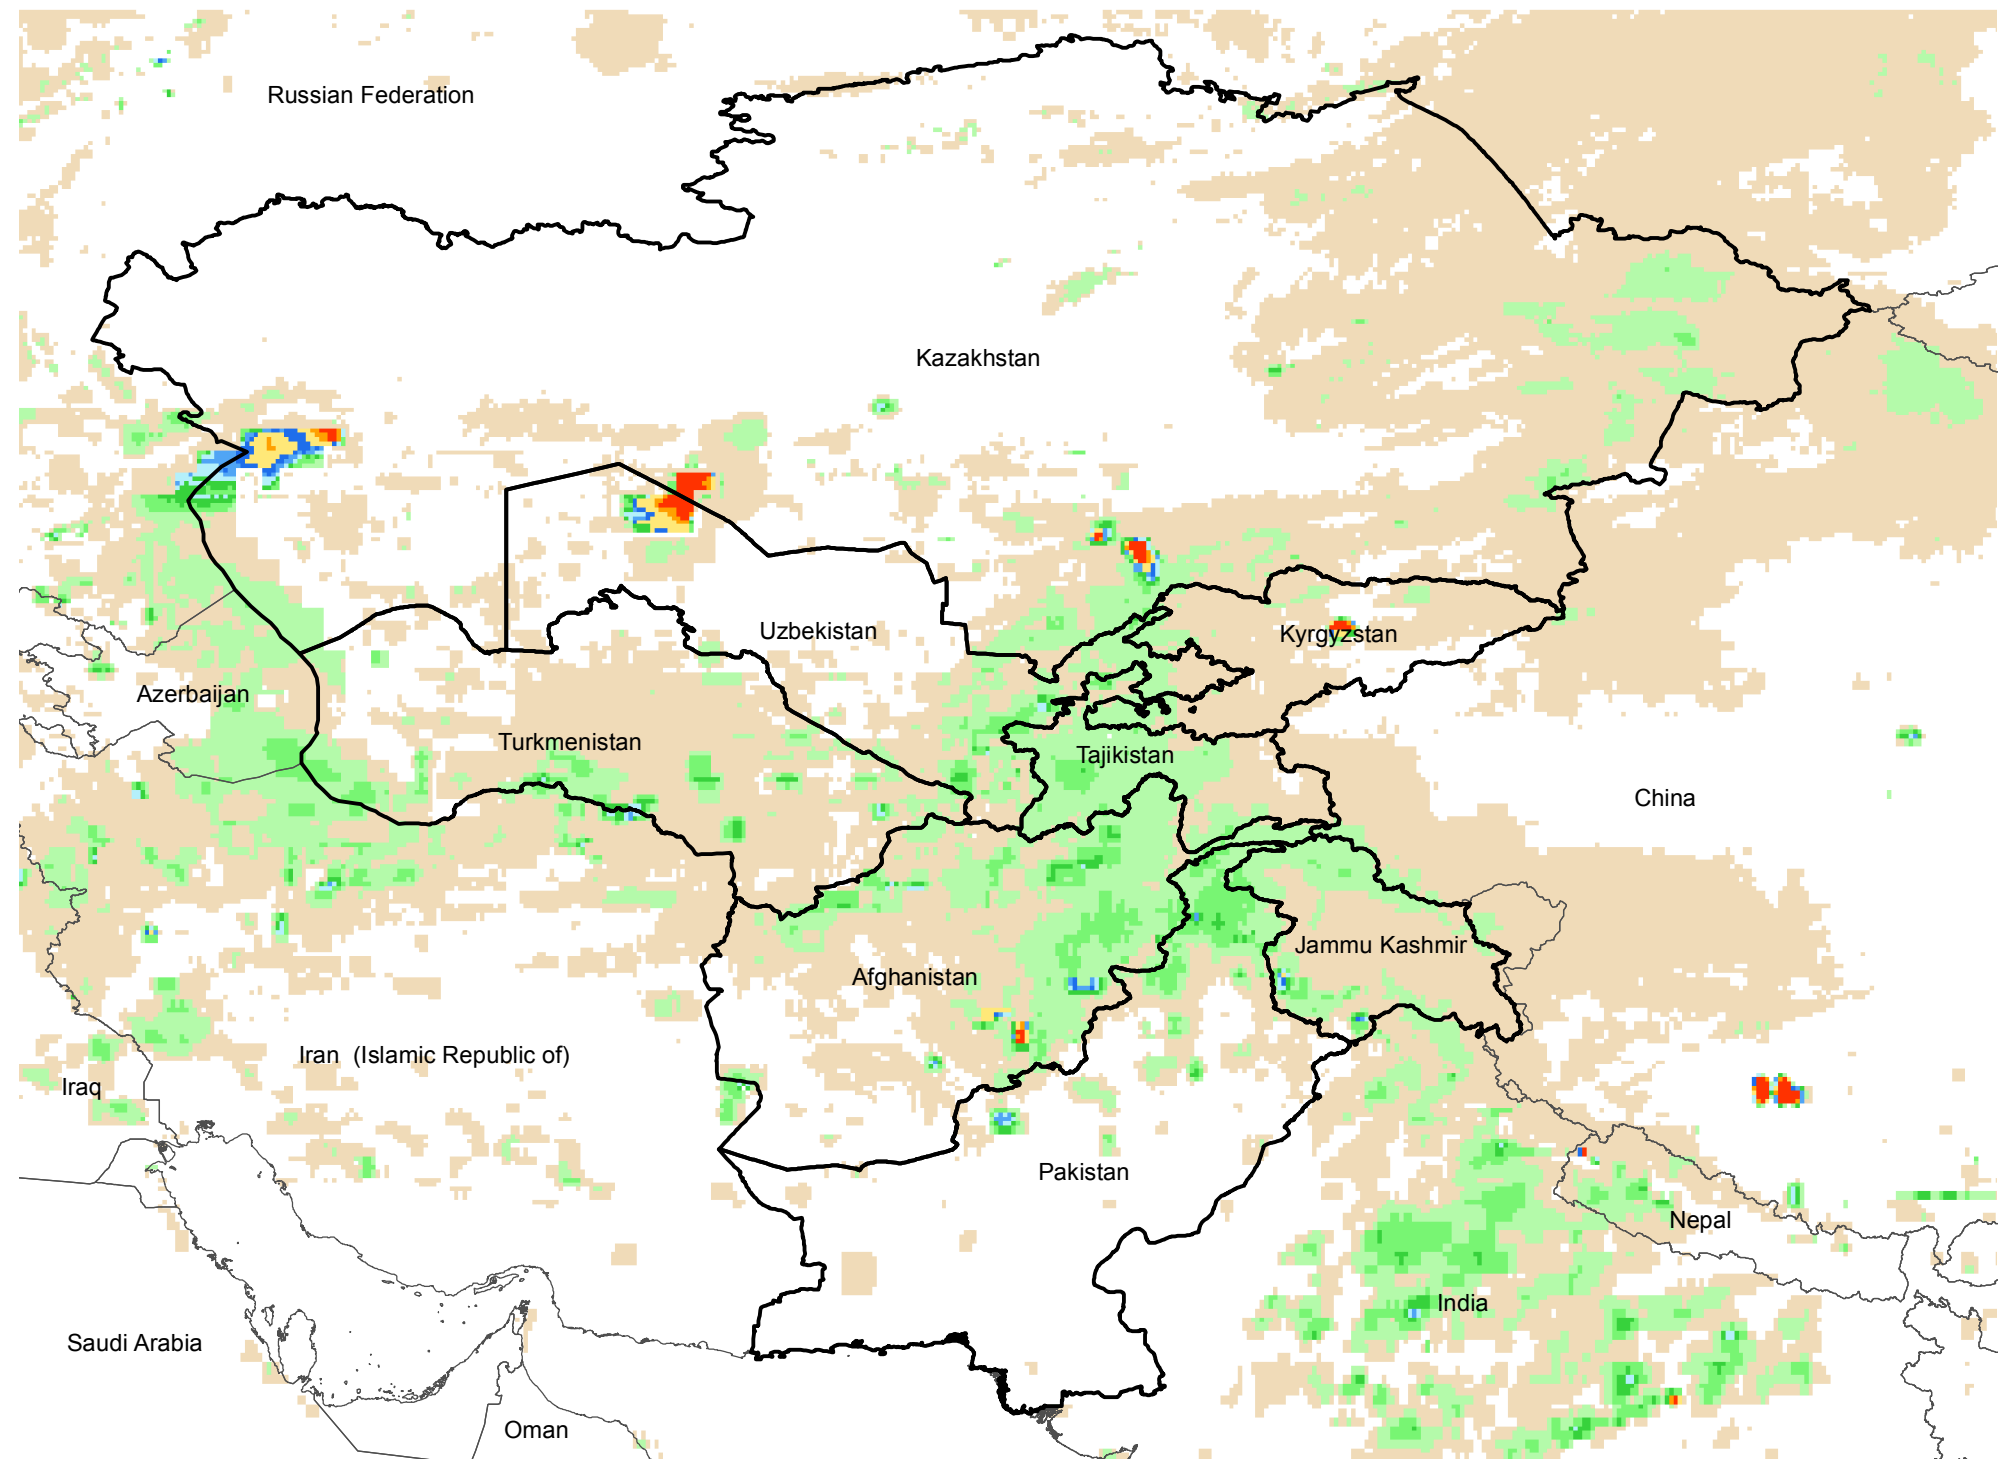 Russian Federation
Kazakhstan
Uzbekistan
Kyrgyzstan
Azerbaijan
Turkmenistan
Tajikistan
China
Jammu Kashmir
Afghanistan
Iran  (Islamic Republic of)
Iraq
Pakistan
Nepal
India
Saudi Arabia
Oman